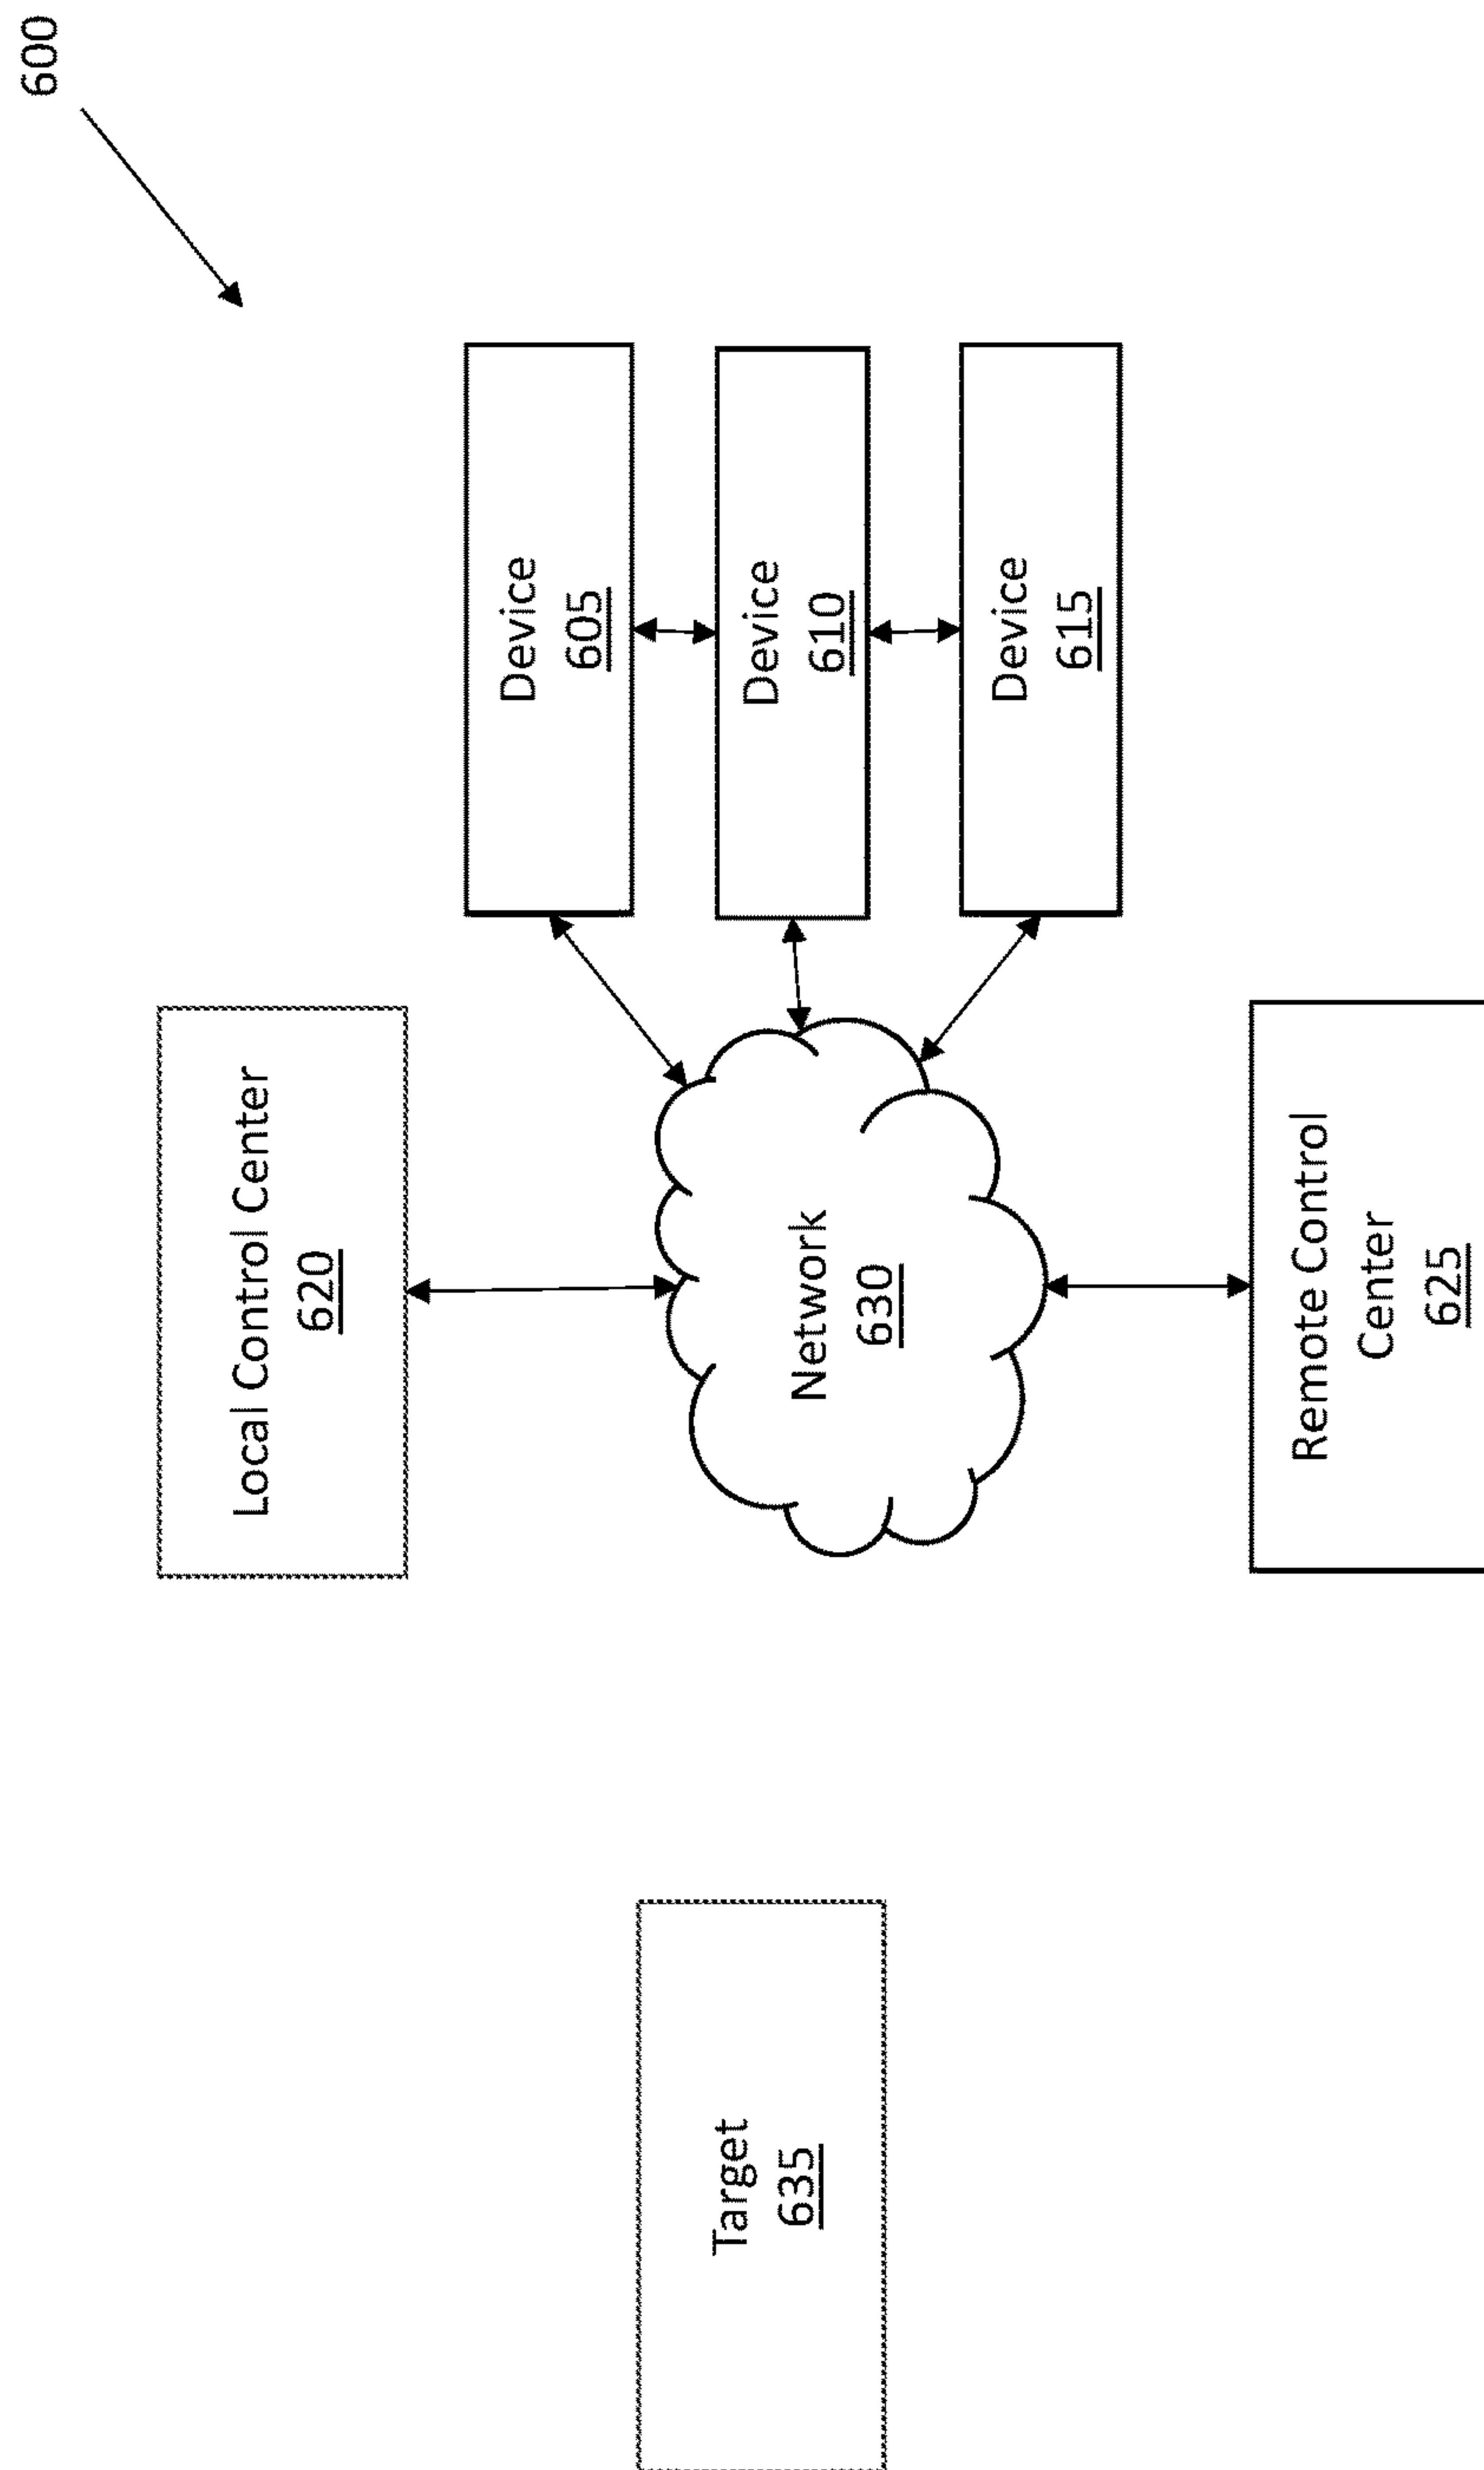 600
Local Control Center
620
Device
605
Device
610
Device
615
Network
630
Target
635
Remote Control
Center
625